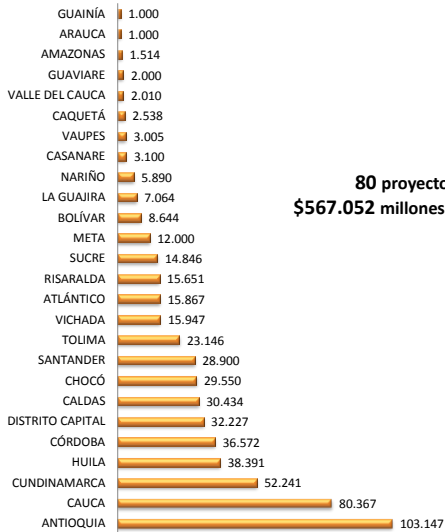 GUAINÍA 1.000
ARAUCA 1.000
AMAZONAS 1.514
GUAVIARE 2.000
VALLE DEL CAUCA 2.010
CAQUETÁ 2.538
VAUPES 3.005
CASANARE 3.100
NARIÑO 5.890
LA GUAJIRA 7.064
BOLÍVAR 8.644
META 12.000
SUCRE 14.846
RISARALDA 15.651
ATLÁNTICO 15.867
VICHADA 15.947
TOLIMA 23.146
SANTANDER 28.900
CHOCÓ 29.550
CALDAS 30.434
DISTRITO CAPITAL 32.227
CÓRDOBA 36.572
HUILA 38.391
CUNDINAMARCA 52.241
CAUCA 80.367
ANTIOQUIA 103.147
80 proyecto
$567.052 millones